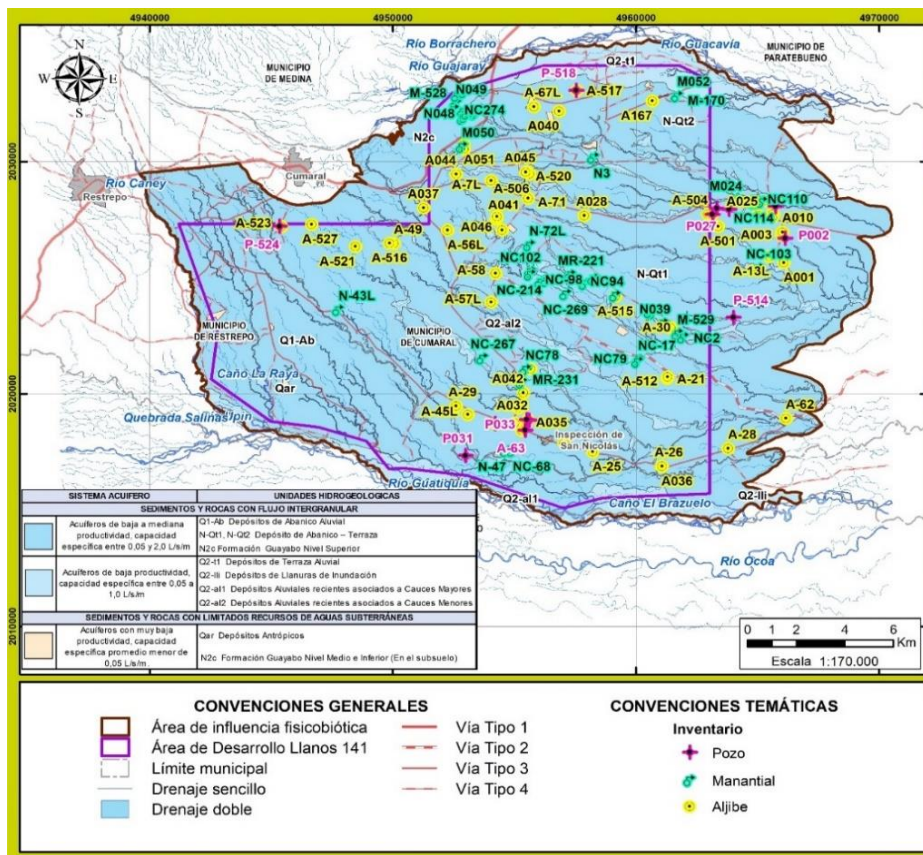 4940000
4950000
4960000
4970000
N
W
E
S
Río Borrachero
Río Guacavía
Río Guajaray
MUNICIPIO
DE MEDINA
MUNICIPIO DE
PARATEBUENO
Q2-t1
P-518
M-528
N049
A-67L
A-517
M052
M-170
N048
NC274
A040
A167
N-Qt2
N2c
M050
2030000
2030000
A044
A051
A045
N3
Río Caney
Cumaral
A-7L
A-520
Restrepo
A-506
M024
A037
A041
A-71
A028
A-504
A025
NC110
A-523
P027
NC114
A010
A-49
A046
N-72L
A-501
A003
P002
P-524
A-527
A-56L
A-516
NC102
MR-221
N-Qt1
NC-103
A-521
A-58
NC-98
NC94
A-13L
A001
NC-214
N-43L
A-57L
NC-269
A-515
N039
P-514
M-529
MUNICIPIO
DE RESTREPO
MUNICIPIO
DE CUMARAL
Q2-al2
A-30
NC-17
NC2
Q1-Ab
NC-267
NC78
NC79
Caño La Raya
Qar
A042
MR-231
A-512
A-21
2020000
2020000
A-29
A032
A-62
Quebrada Salinas
A-45L
P033
A035
A-28
P031
A-63
Inspección de
San Nicolás
A-25
A-26
N-47
NC-68
A036
Río Guatiquía
Q2-al1
Caño El Brazuelo
Q2-lli
Río Ocoa
SISTEMA ACUIFERO
UNIDADES HIDROGEOLOGICAS
SEDIMENTOS Y ROCAS CON FLUJO INTERGRANULAR
Acuíferos de baja a mediana
productividad, capacidad
específica entre 0,05 y 2,0 L/s/m
Q1-Ab Depósitos de Abanico Aluvial
N-Qt1, N-Qt2 Depósito de Abanico – Terraza
N2c Formación Guayabo Nivel Superior
Acuíferos de baja productividad,
capacidad específica entre 0,05 a
1,0 L/s/m
Q2-t1 Depósitos de Terraza Aluvial
Q2-lli Depósitos de Llanuras de Inundación
Q2-al1 Depósitos Aluviales recientes asociados a Cauces Mayores
Q2-al2 Depósitos Aluviales recientes asociados a Cauces Menores
SEDIMENTOS Y ROCAS CON LIMITADOS RECURSOS DE AGUAS SUBTERRÁNEAS
Acuíferos con muy baja
productividad, capacidad
específica promedio menor de
0,05 L/s/m
Qar Depósitos Antrópicos
N2c Formación Guayabo Nivel Medio e Inferior (En el subsuelo)
2010000
2010000
0 1 2 4 6
Km
Escala 1:170.000
CONVENCIONES GENERALES
Área de influencia fisicobiótica
Área de Desarrollo Llanos 141
Límite municipal
Drenaje sencillo
Drenaje doble
Vía Tipo 1
Vía Tipo 2
Vía Tipo 3
Vía Tipo 4
CONVENCIONES TEMÁTICAS
Inventario
Pozo
Manantial
Aljibe